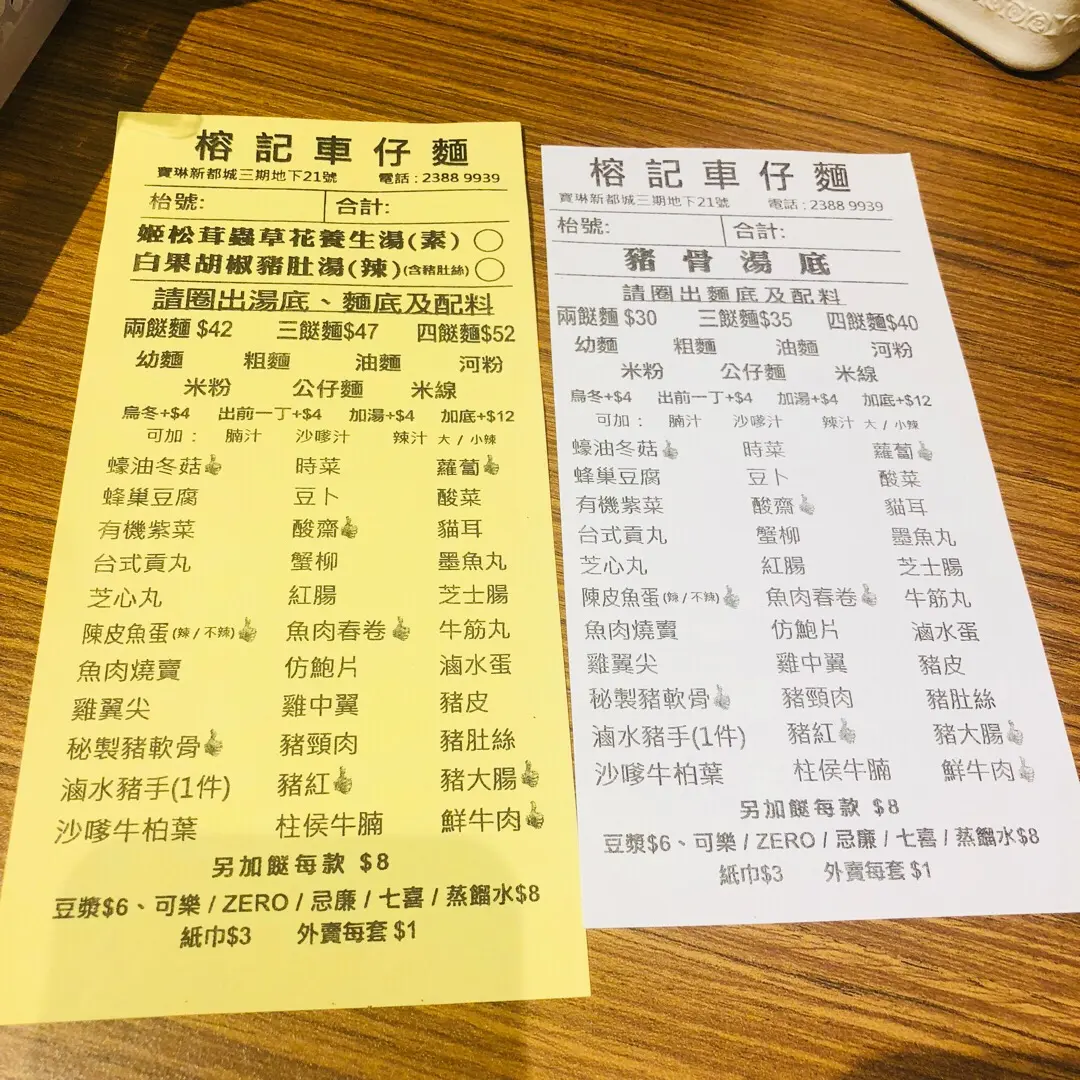 榕記車仔麵
寶琳新都城三期地下21號 電話:2388 9939
枱號: 合計:
姬松茸蟲草花養生湯(素)
白果胡椒豬肚湯(辣)(含豬肚絲)
請圈出湯底、麵底及配料
兩餸麵 $42 三餸麵$47 四餸麵$52
幼麵 粗麵 油麵 河粉
米粉 公仔麵 米線
烏冬+$4 出前一丁+$4 加湯+$4 加底+$12
可加: 腩汁 沙嗲汁 辣汁 大 / 小辣
蠔油冬菇 時菜 蘿蔔
蜂巢豆腐 豆卜 酸菜
有機紫菜 酸齋 貓耳
台式貢丸 蟹柳 墨魚丸
芝心丸 紅腸 芝士腸
陳皮魚蛋(辣 / 不辣) 魚肉春卷 牛筋丸
魚肉燒賣 仿鮑片 滷水蛋
雞翼尖 雞中翼 豬皮
秘製豬軟骨 豬頸肉 豬肚絲
滷水豬手(1件) 豬紅 豬大腸
沙嗲牛柏葉 柱侯牛腩 鮮牛肉
另加餸每款 $8
豆漿$6、可樂 / ZERO / 忌廉 / 七喜 / 蒸餾水$8
紙巾$3 外賣每套 $1
榕記車仔麵
寶琳新都城三期地下21號 電話:2388 9939
枱號: 合計:
豬骨湯底
請圈出麵底及配料
兩餸麵 $30 三餸麵$35 四餸麵$40
幼麵 粗麵 油麵 河粉
米粉 公仔麵 米線
烏冬+$4 出前一丁+$4 加湯+$4 加底+$12
可加: 腩汁 沙嗲汁 辣汁 大 / 小辣
蠔油冬菇 時菜 蘿蔔
蜂巢豆腐 豆卜 酸菜
有機紫菜 酸齋 貓耳
台式貢丸 蟹柳 墨魚丸
芝心丸 紅腸 芝士腸
陳皮魚蛋(辣 / 不辣) 魚肉春卷 牛筋丸
魚肉燒賣 仿鮑片 滷水蛋
雞翼尖 雞中翼 豬皮
秘製豬軟骨 豬頸肉 豬肚絲
滷水豬手(1件) 豬紅 豬大腸
沙嗲牛柏葉 柱侯牛腩 鮮牛肉
另加餸每款 $8
豆漿$6、可樂 / ZERO / 忌廉 / 七喜 / 蒸餾水$8
紙巾$3 外賣每套 $1